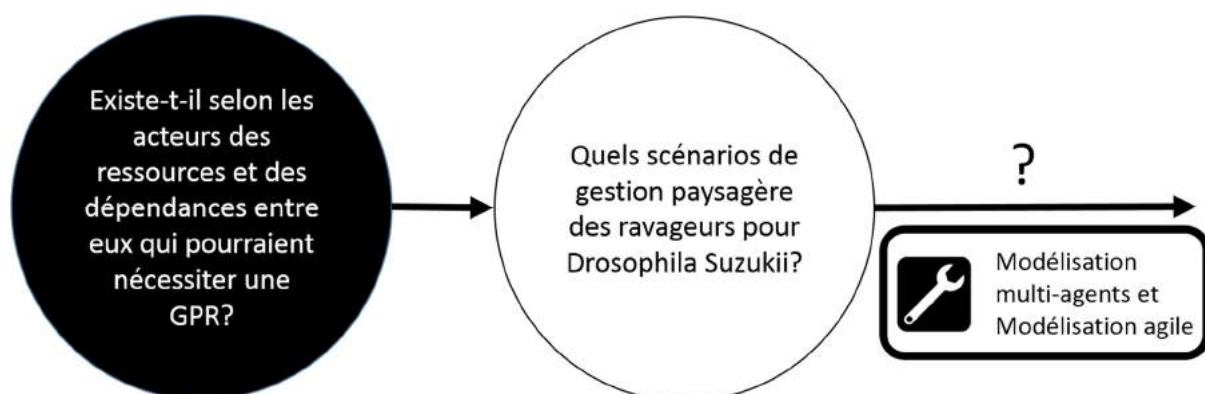 Existe-t-il selon les
acteurs des
ressources et des
dépendances entre
eux qui pourraient
nécessiter une
GPR?
Quels scénarios de
gestion paysagère
des ravageurs pour
Drosophila Suzukii?
?
Modélisation
multi-agents et
Modélisation agile